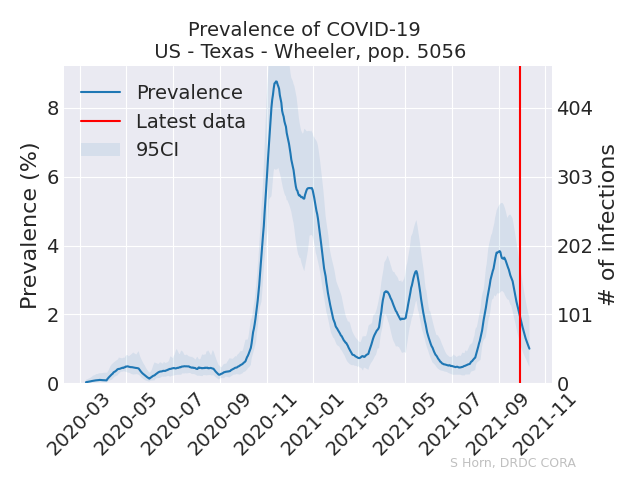 Prevalence of COVID-19
US - Texas - Wheeler, pop. 5056
Prevalence
Latest data
95CI
Prevalence (%)
8
6
4
2
0
# of infections
404
303
202
101
0
2020-03
2020-05
2020-07
2020-09
2020-11
2021-01
2021-03
2021-05
2021-07
2021-09
2021-11
S Horn, DRDC CORA